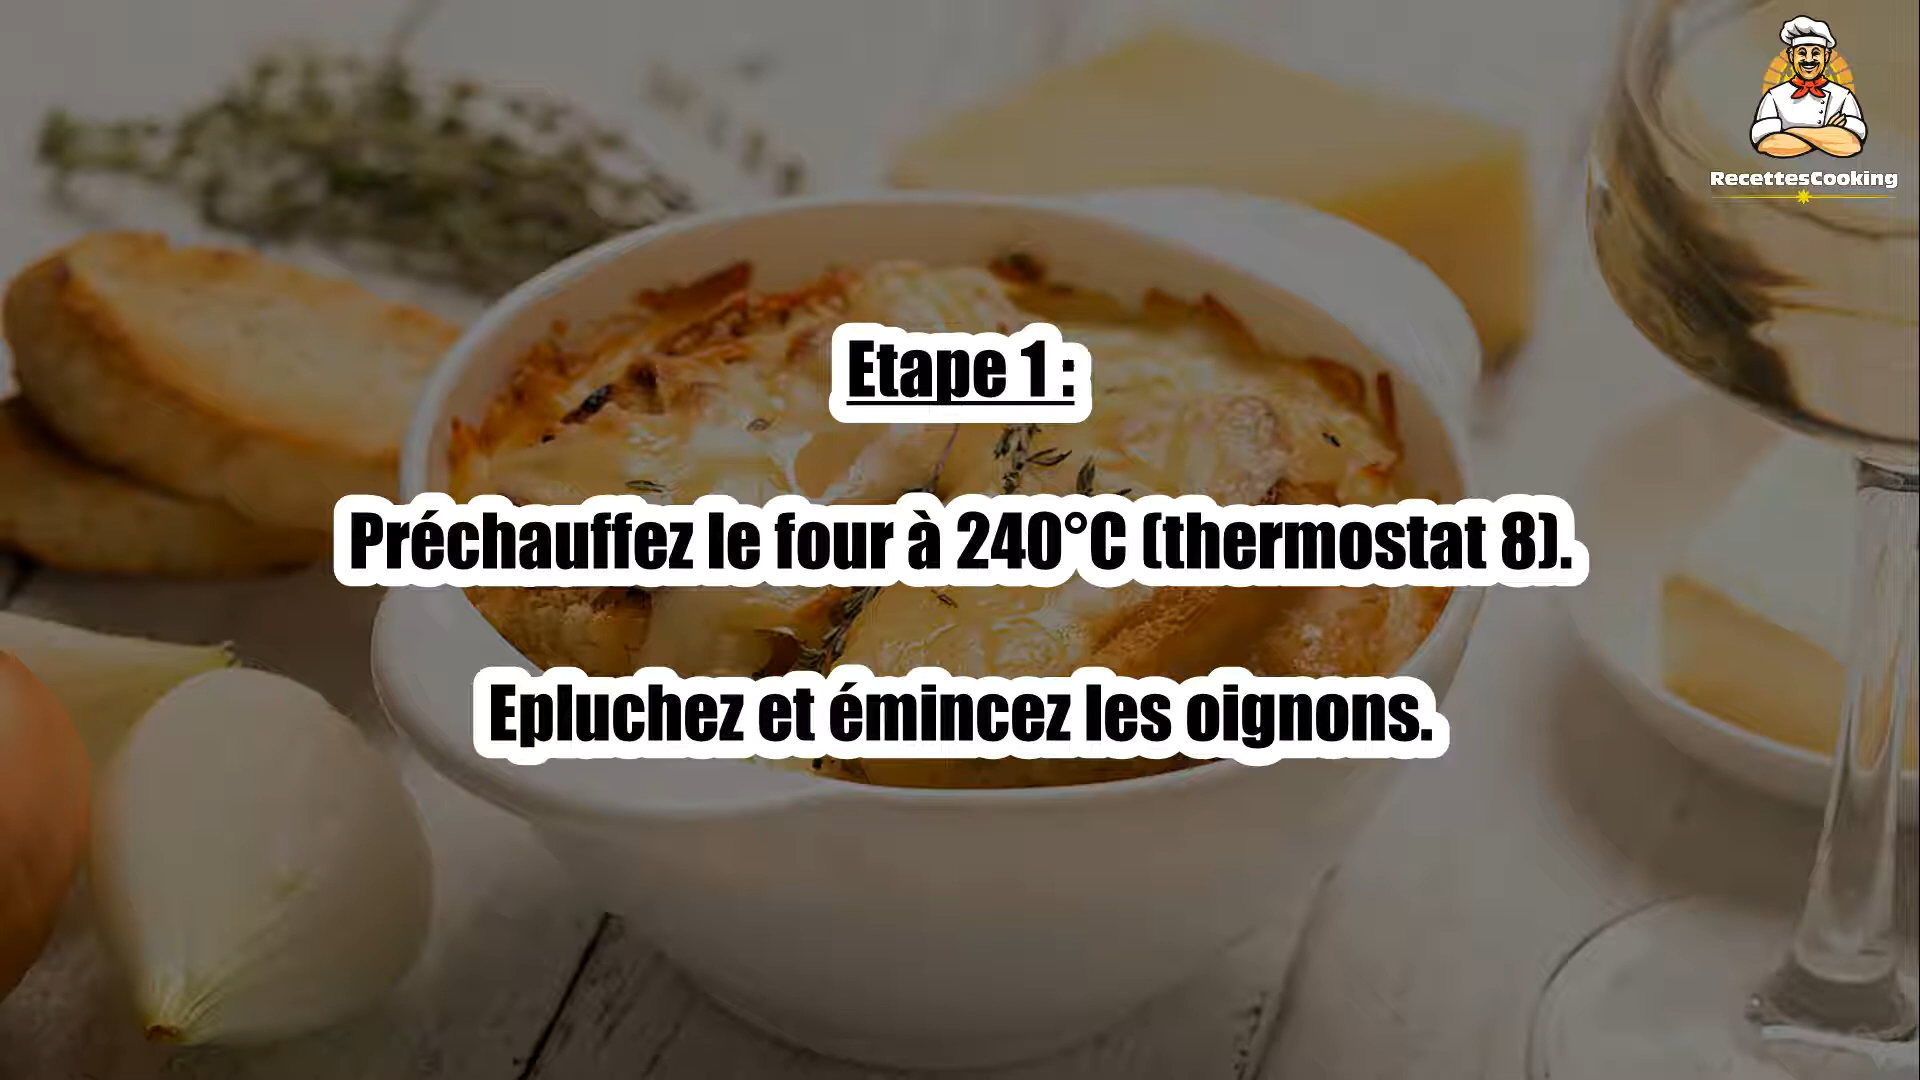 RecettesCooking
Etape 1 :
Préchauffez le four à 240°C (thermostat 8).
Epluchez et émincez les oignons.